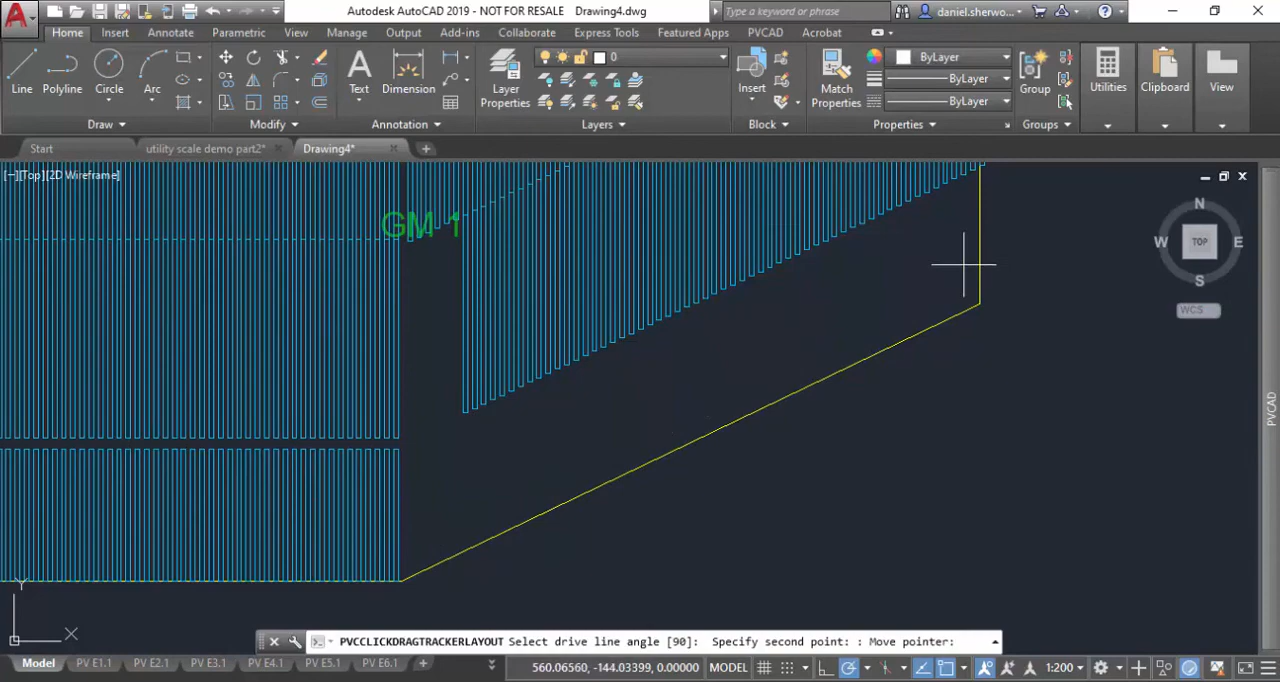 Autodesk AutoCAD 2019 - NOT FOR RESALE Drawing4.dwg
Type a keyword or phrase
daniel.sherwo...
Home Insert Annotate Parametric View Manage Output Add-ins Collaborate Express Tools Featured Apps PVCAD Acrobat
0
ByLayer
ByLayer
ByLayer
Line Polyline Circle Arc Text Dimension Layer Properties Insert Match Properties Group Utilities Clipboard View
Draw Modify Annotation Layers Block Properties Groups
Start utility scale demo part2* Drawing4*
[−][Top][2D Wireframe]
GM 1
N
W TOP E
S
WCS
PVCAD
Y
X
PVCCLICKDRAGTRACKERLAYOUT Select drive line angle [90]: Specify second point: : Move pointer:
Model PV E1.1 PV E2.1 PV E3.1 PV E4.1 PV E5.1 PV E6.1
560.06560, -144.03399, 0.00000 MODEL 1:200